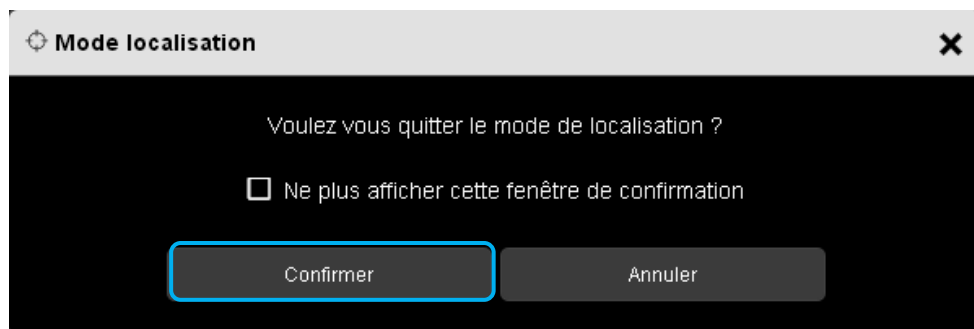 Mode localisation
Voulez vous quitter le mode de localisation ?
Ne plus afficher cette fenêtre de confirmation
Confirmer Annuler